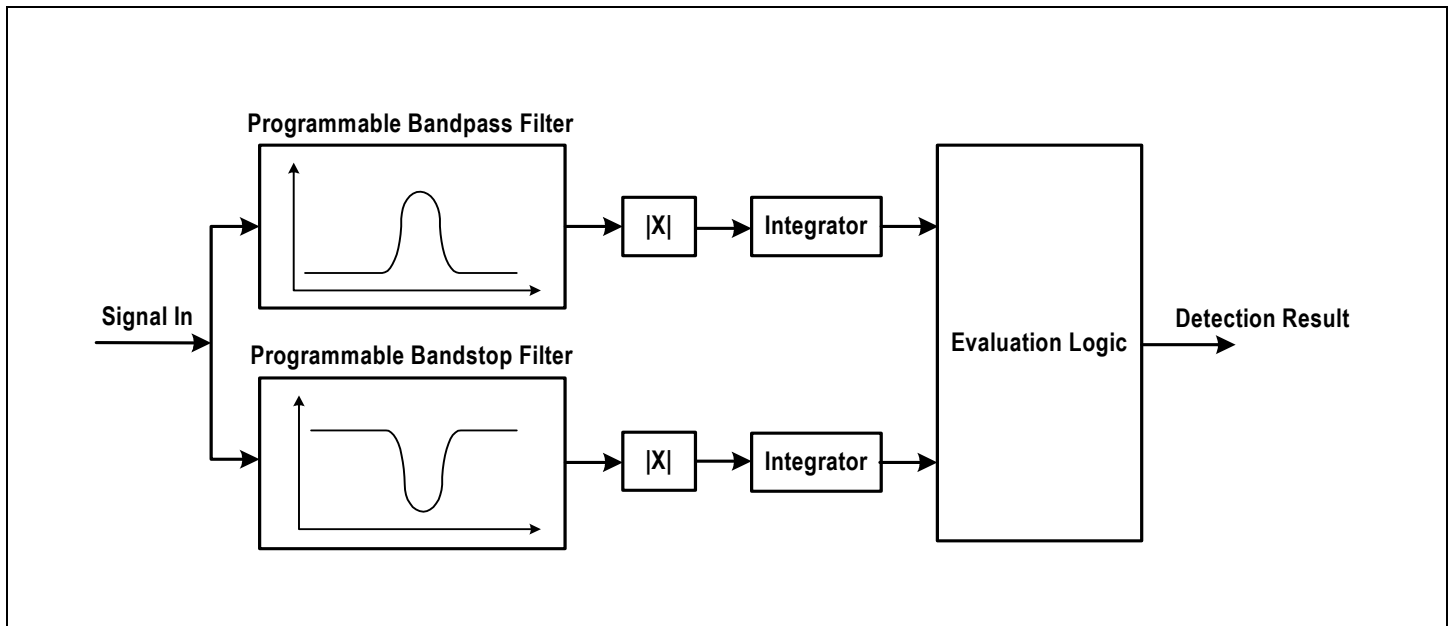 Programmable Bandpass Filter
|X|
Integrator
Signal In
Evaluation Logic
Detection Result
Programmable Bandstop Filter
|X|
Integrator